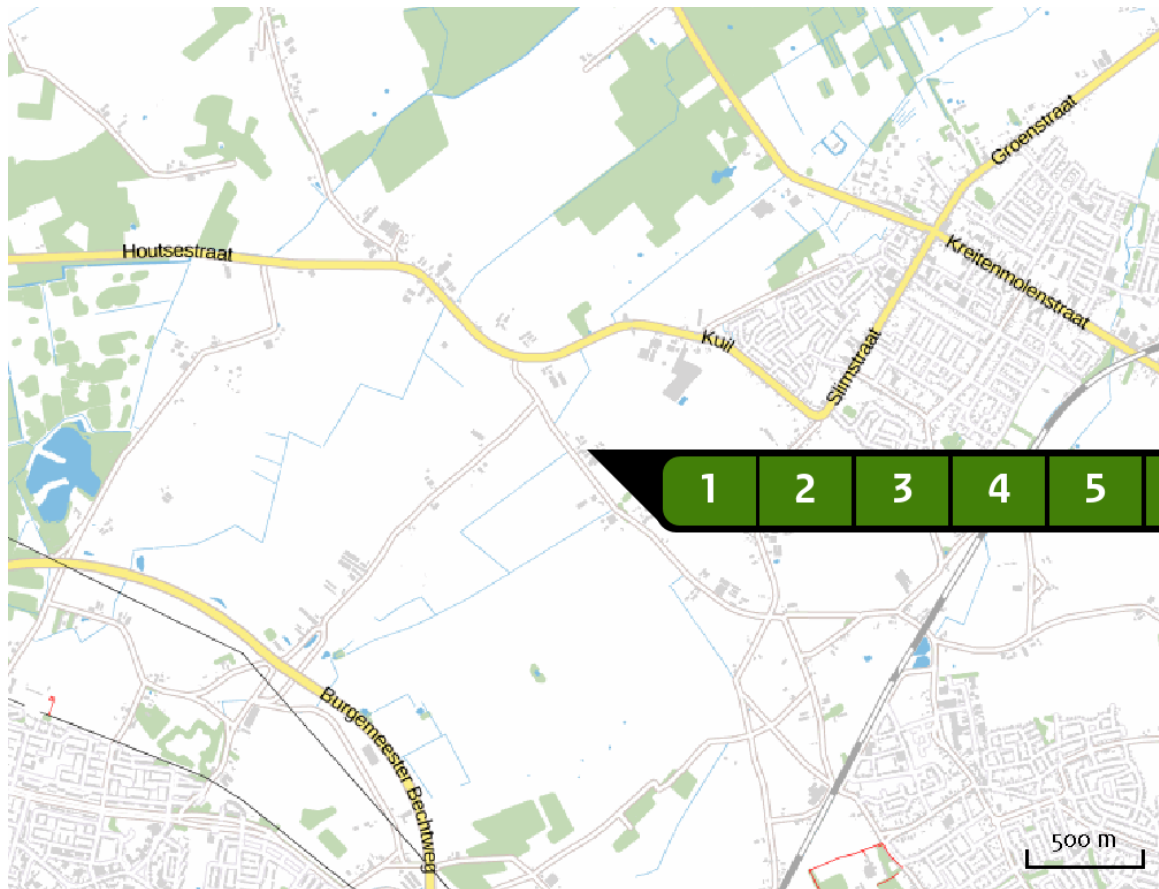 Groenstraat
Houtsestraat
Kreitenmolenstraat
Kuil
Slimstraat
1 2 3 4 5
Burgemeester Bechtweg
500 m